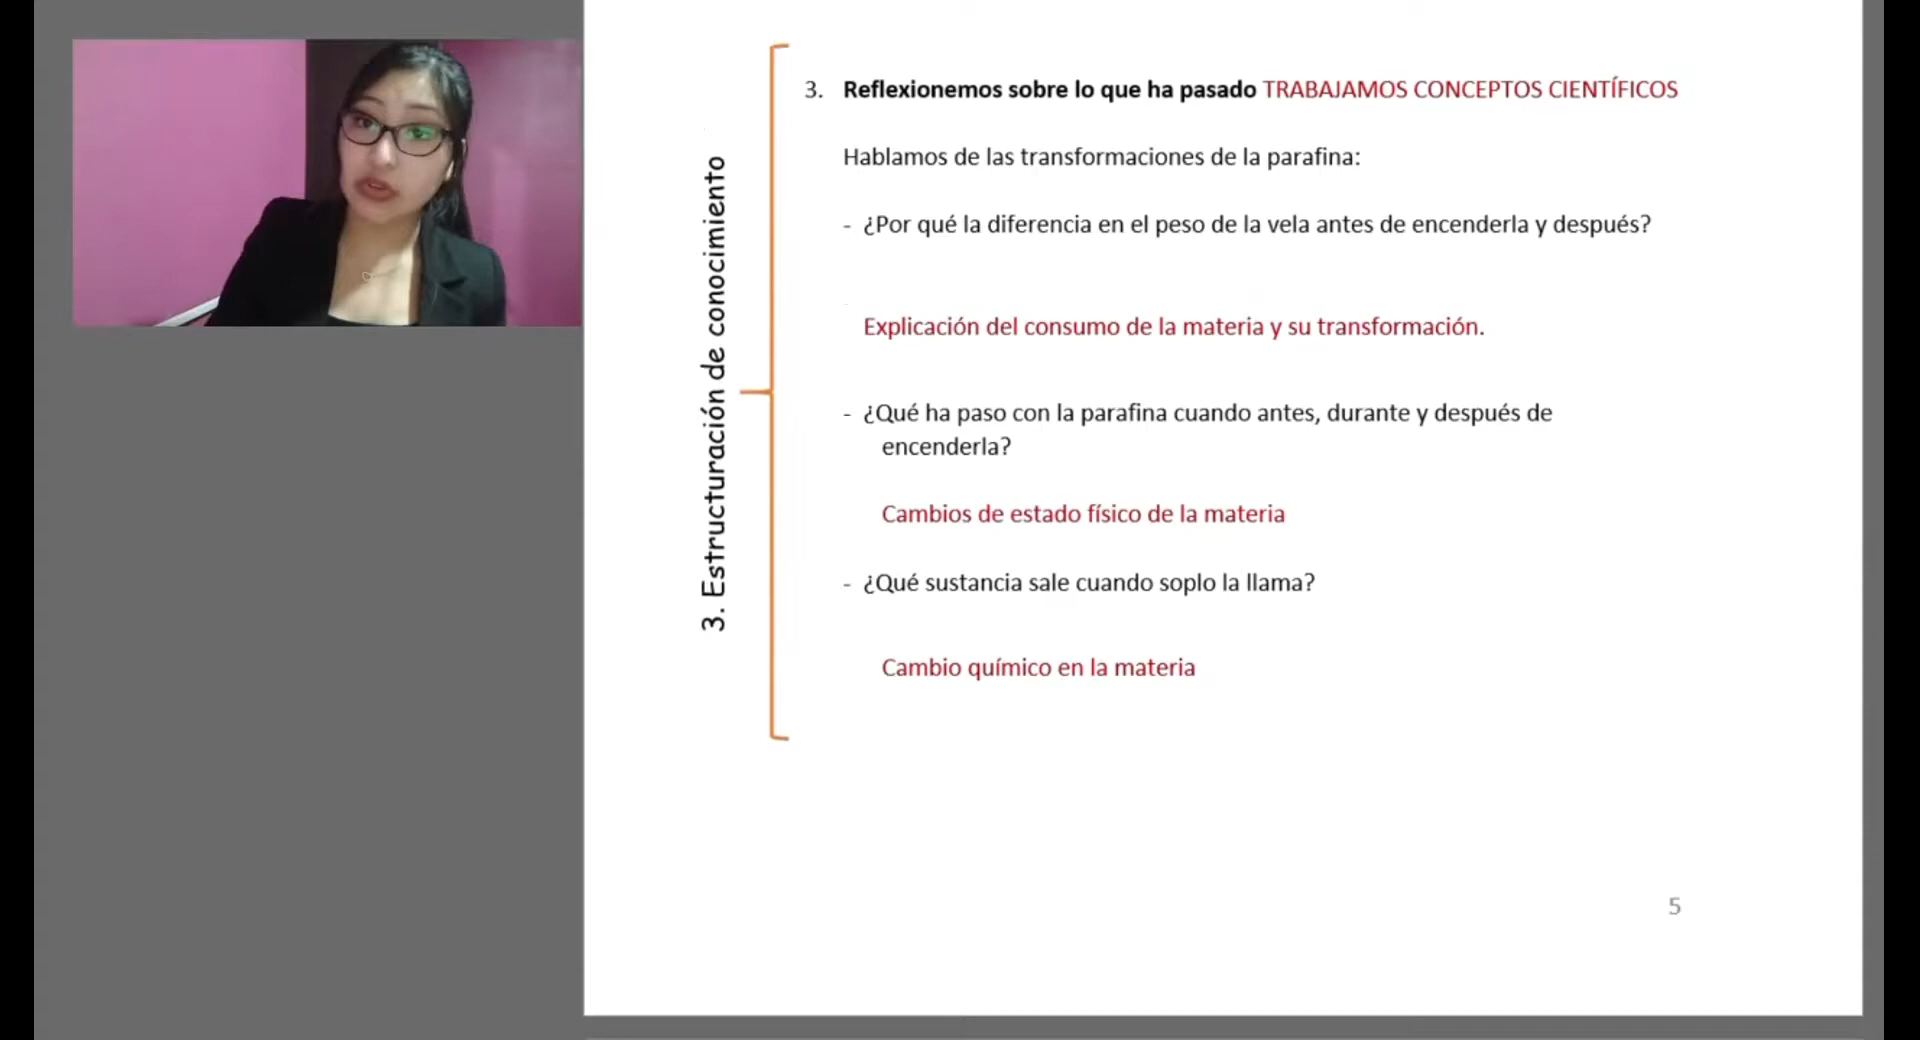 3. Estructuración de conocimiento
3. Reflexionemos sobre lo que ha pasado TRABAJAMOS CONCEPTOS CIENTÍFICOS
Hablamos de las transformaciones de la parafina:
- ¿Por qué la diferencia en el peso de la vela antes de encenderla y después?
Explicación del consumo de la materia y su transformación.
- ¿Qué ha paso con la parafina cuando antes, durante y después de
encenderla?
Cambios de estado físico de la materia
- ¿Qué sustancia sale cuando soplo la llama?
Cambio químico en la materia
5